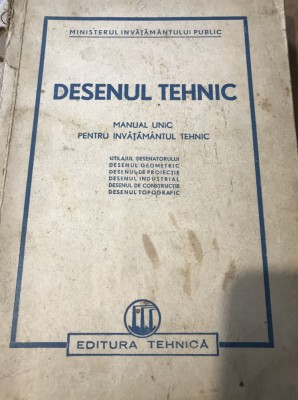 MINISTERUL INVĂȚĂMÂNTULUI PUBLIC
DESENUL TEHNIC
MANUAL UNIC
PENTRU INVĂȚĂMÂNTUL TEHNIC
UTILAJUL DESENATORULUI
DESENUL GEOMETRIC
DESENUL DE PROIECȚIE
DESENUL INDUSTRIAL
DESENUL DE CONSTRUCȚIE
DESENUL TOPOGRAFIC
EDITURA TEHNICĂ